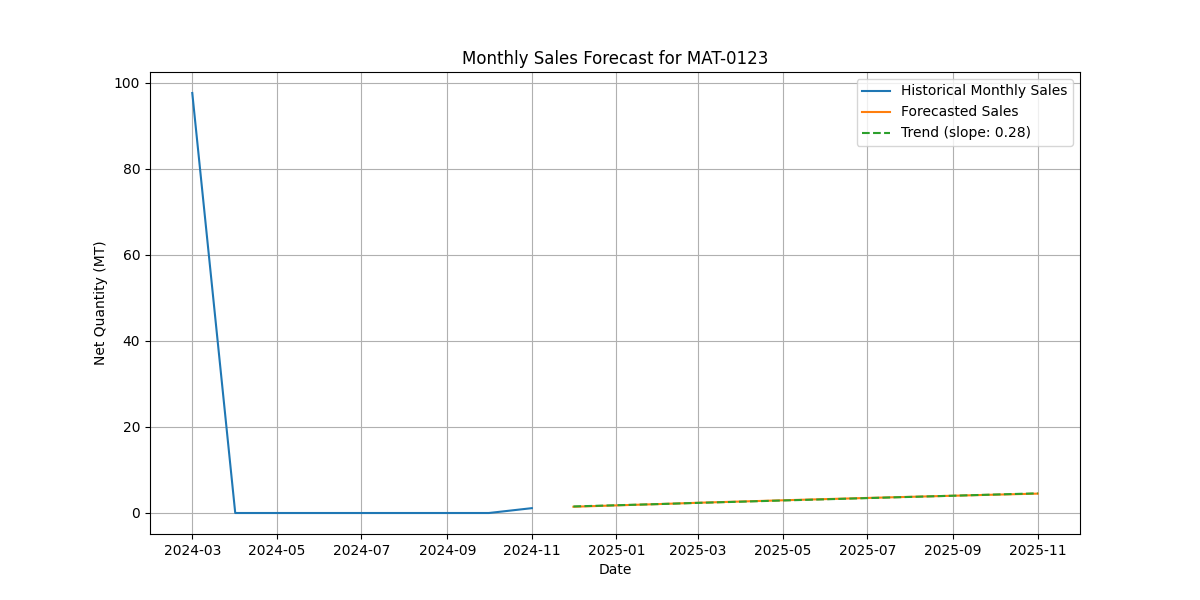 Monthly Sales Forecast for MAT-0123
Historical Monthly Sales
Forecasted Sales
Trend (slope: 0.28)
Net Quantity (MT)
100
80
60
40
20
0
2024-03 2024-05 2024-07 2024-09 2024-11 2025-01 2025-03 2025-05 2025-07 2025-09 2025-11
Date